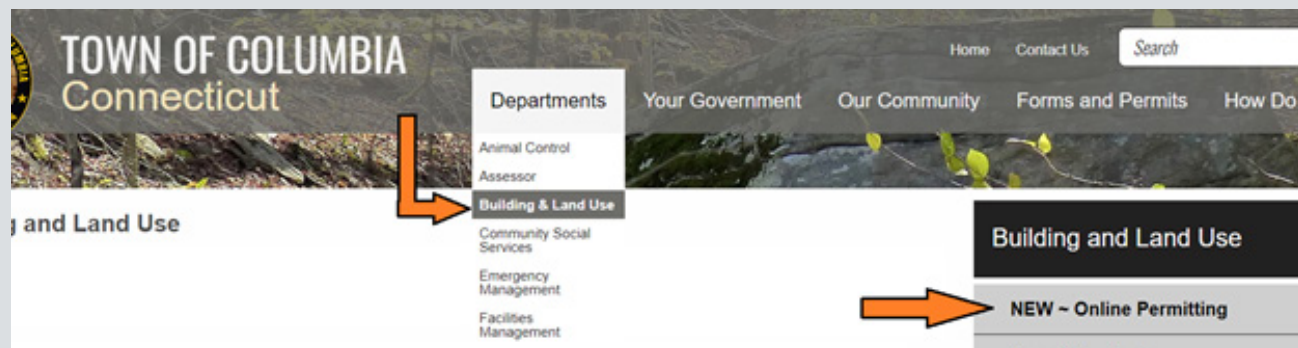 TOWN OF COLUMBIA
Connecticut
Home Contact Us Search
Departments Your Government Our Community Forms and Permits How Do
Animal Control
Assessor
Building & Land Use
Community Social
Services
Emergency
Management
Facilities
Management
and Land Use
Building and Land Use
NEW ~ Online Permitting